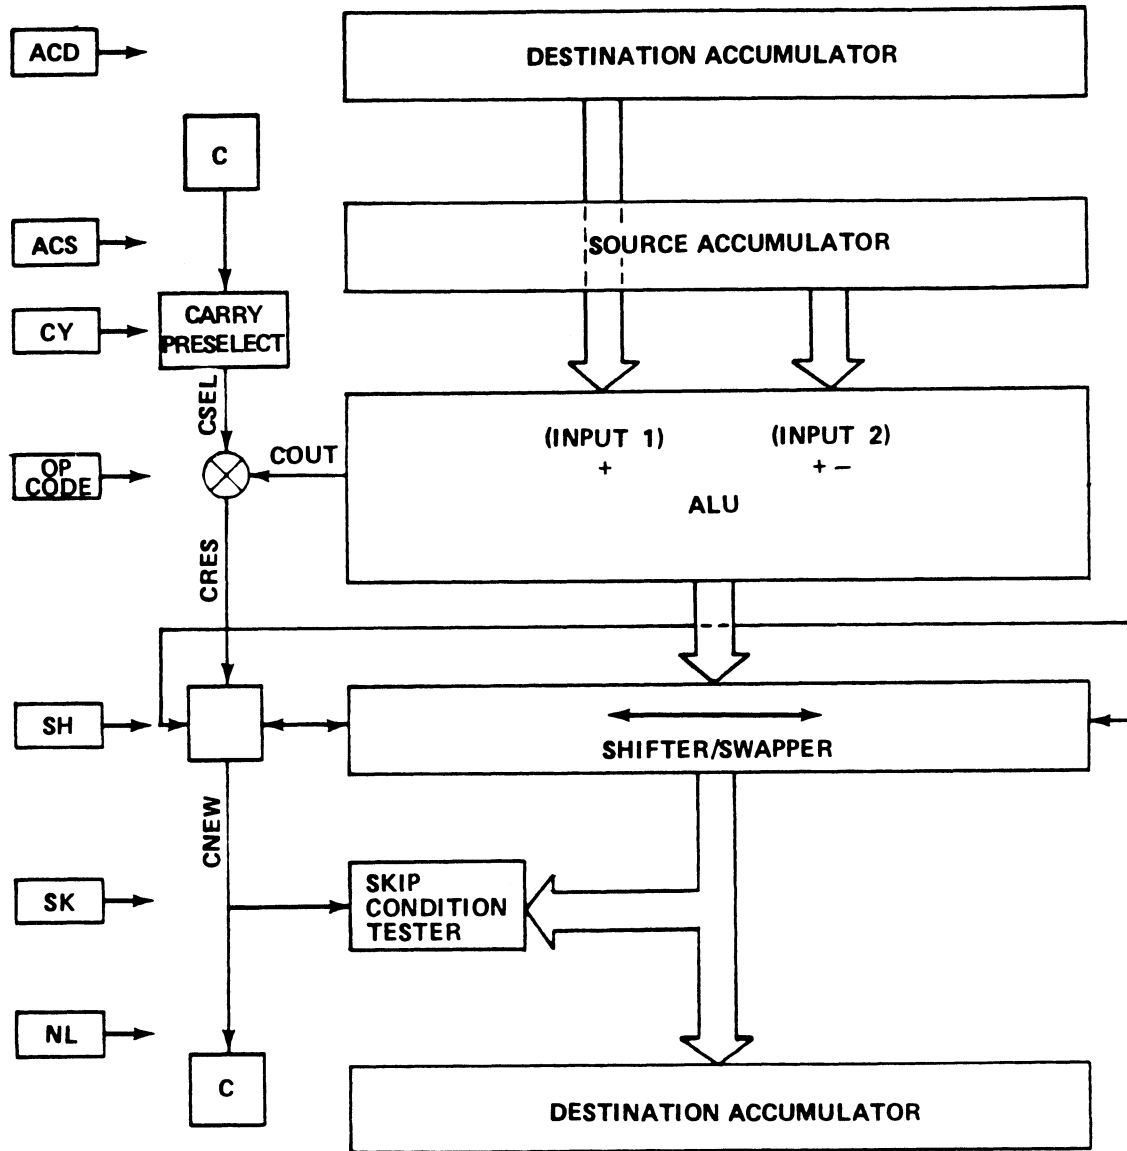 ACD
DESTINATION ACCUMULATOR
C
ACS
SOURCE ACCUMULATOR
CY
CARRY
PRESELECT
CSEL
(INPUT 1)
+
(INPUT 2)
+ −
COUT
OP
CODE
ALU
CRES
SH
SHIFTER/SWAPPER
CNEW
SK
SKIP
CONDITION
TESTER
NL
C
DESTINATION ACCUMULATOR